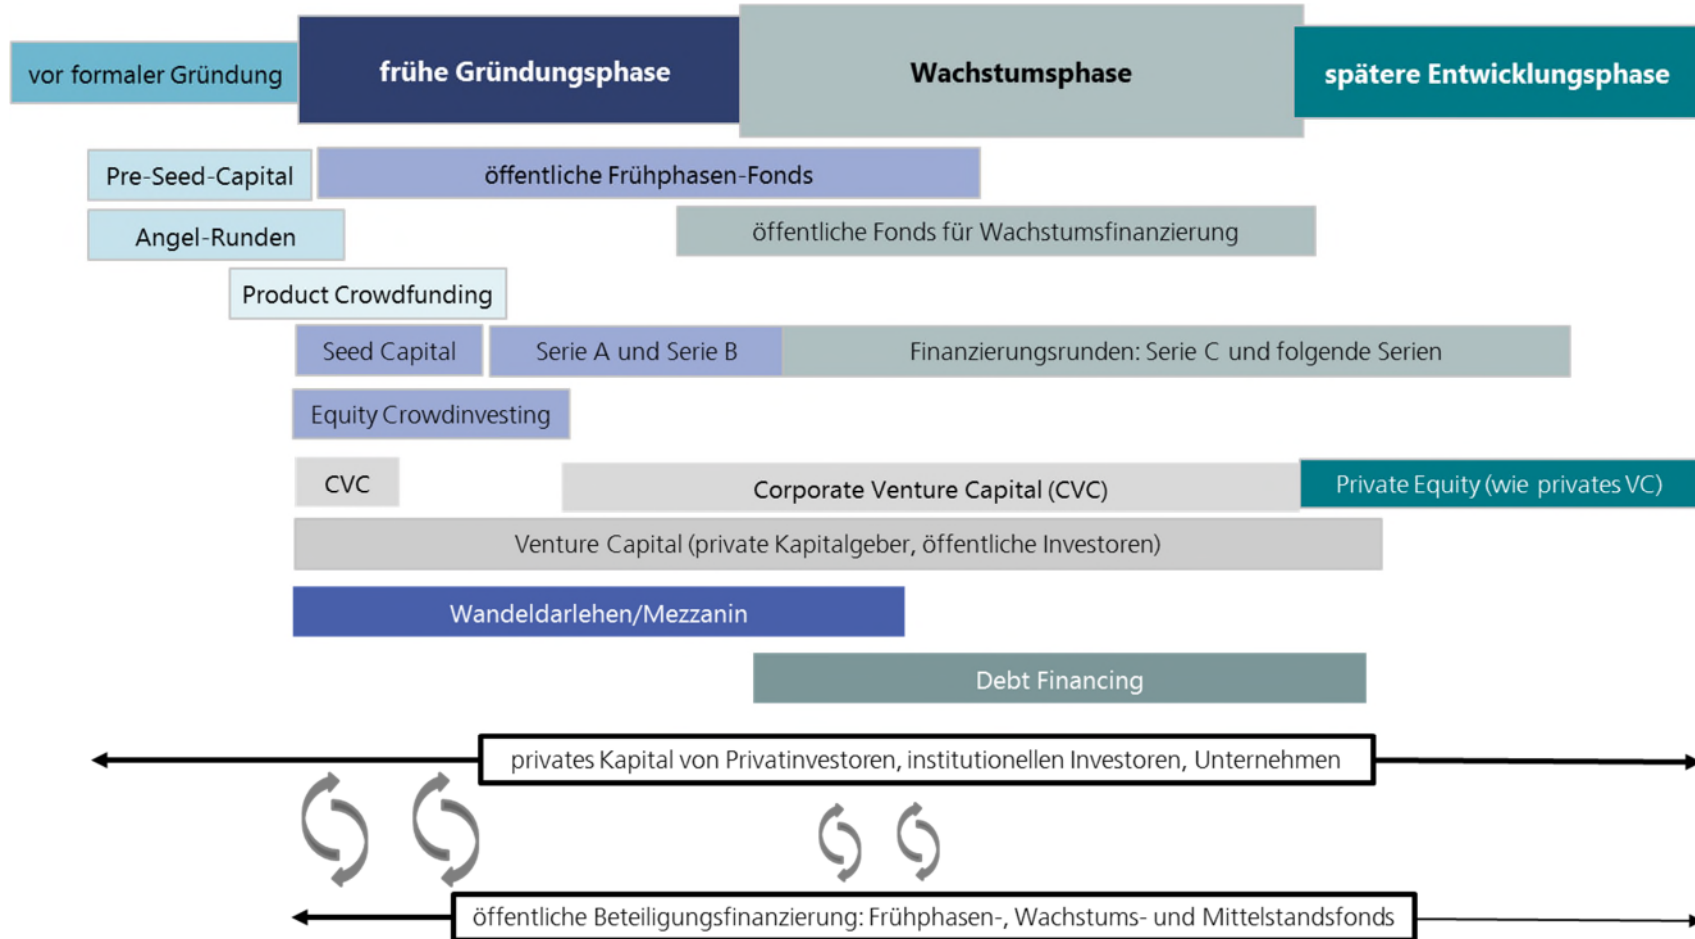 vor formaler Gründung
frühe Gründungsphase
Wachstumsphase
spätere Entwicklungsphase
Pre-Seed-Capital
öffentliche Frühphasen-Fonds
Angel-Runden
öffentliche Fonds für Wachstumsfinanzierung
Product Crowdfunding
Seed Capital
Serie A und Serie B
Finanzierungsrunden: Serie C und folgende Serien
Equity Crowdinvesting
CVC
Corporate Venture Capital (CVC)
Private Equity (wie privates VC)
Venture Capital (private Kapitalgeber, öffentliche Investoren)
Wandeldarlehen/Mezzanin
Debt Financing
privates Kapital von Privatinvestoren, institutionellen Investoren, Unternehmen
öffentliche Beteiligungsfinanzierung: Frühphasen-, Wachstums- und Mittelstandsfonds